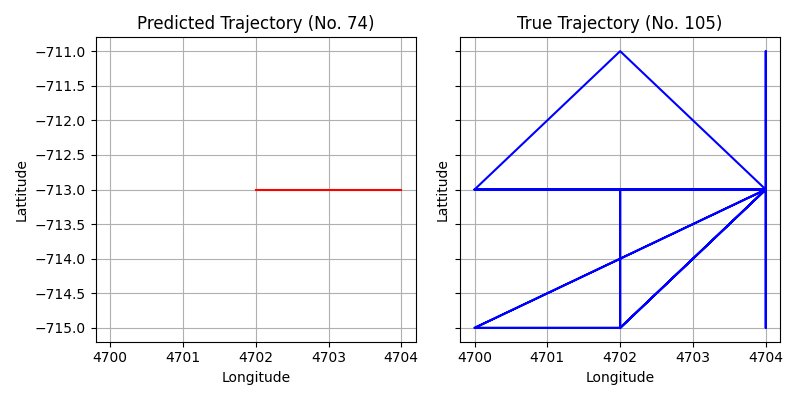 Predicted Trajectory (No. 74)
True Trajectory (No. 105)
−711.0
−711.5
−712.0
−712.5
−713.0
−713.5
−714.0
−714.5
−715.0
Lattitude
Lattitude
4700 4701 4702 4703 4704
4700 4701 4702 4703 4704
Longitude
Longitude